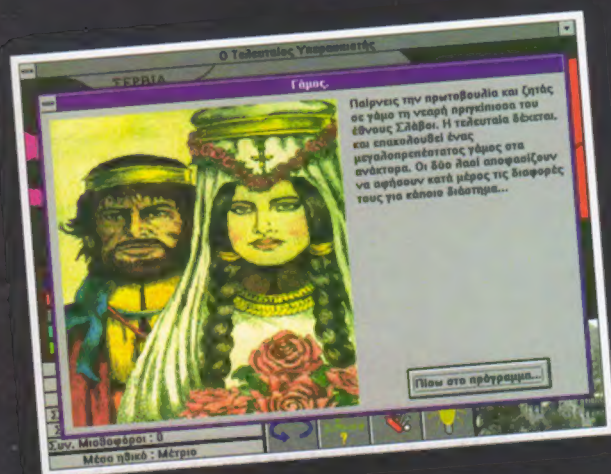 Ο Τελευταίος Υπερασπιστής
ΣΕΡΒΙΑ
Γάμος.
Παίρνεις την πρωτοβουλία και ζητάς
σε γάμο τη νεαρή πριγκίπισσα του
έθνους Σλάβοι. Η τελευταία δέχεται,
και επακολουθεί ένας
μεγαλοπρεπέστατος γάμος στα
ανάκτορα. Οι δύο λαοί αποφασίζουν
να αφήσουν κατά μέρος τις διαφορές
τους για κάποιο διάστημα...
Πίσω στο πρόγραμμα...
Συν. Μισθοφόροι : 0
Μέσο ηθικό : Μέτριο
?